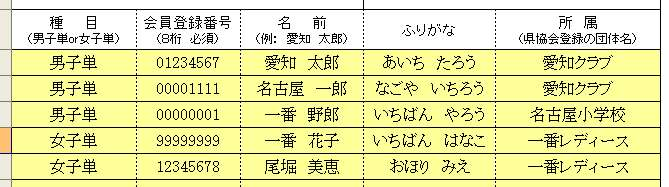 種　目 会員登録番号 名　前 ふりがな 所　属
(男子単or女子単) (8桁 必須) (例: 愛知 太郎) (県協会登録の団体名)
男子単 01234567 愛知 太郎 あいち たろう 愛知クラブ
男子単 00001111 名古屋 一郎 なごや いちろう 愛知クラブ
男子単 00000001 一番 野郎 いちばん やろう 名古屋小学校
女子単 99999999 一番 花子 いちばん はなこ 一番レディース
女子単 12345678 尾堀 美恵 おほり みえ 一番レディース